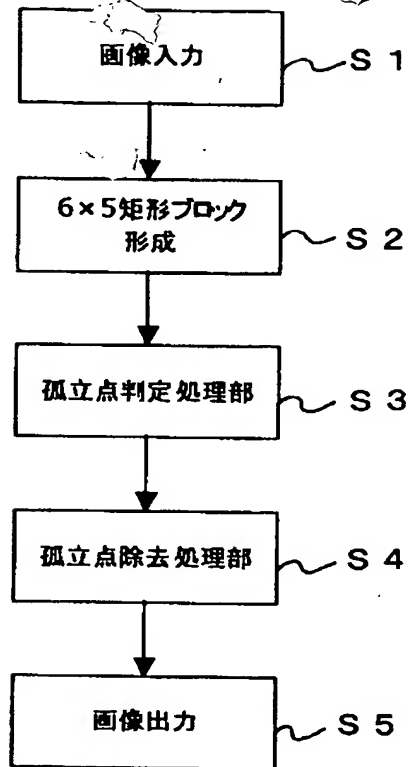 画像入力
S 1
6×5矩形ブロック
形成
S 2
孤立点判定処理部
S 3
孤立点除去処理部
S 4
画像出力
S 5